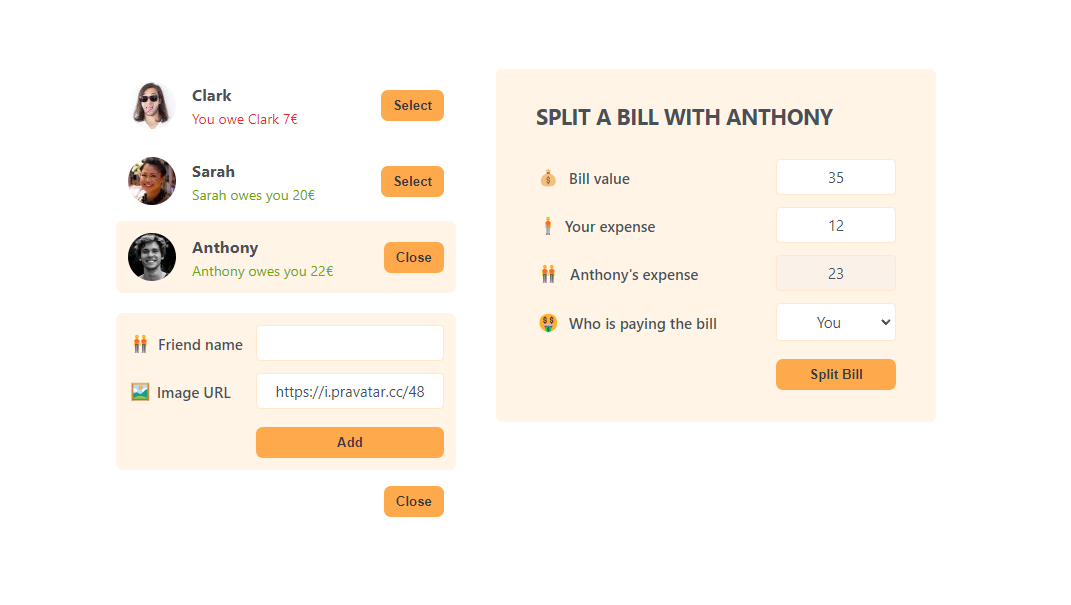 Clark
You owe Clark 7€
Select
Sarah
Sarah owes you 20€
Select
Anthony
Anthony owes you 22€
Close
Friend name
Image URL
https://i.pravatar.cc/48
Add
Close
SPLIT A BILL WITH ANTHONY
Bill value
35
Your expense
12
Anthony's expense
23
Who is paying the bill
You
Split Bill